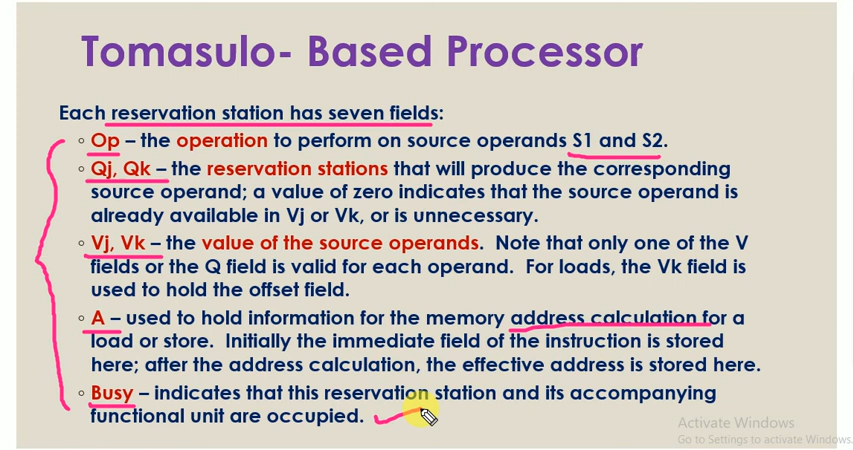 Tomasulo- Based Processor
Each reservation station has seven fields:
◦ Op – the operation to perform on source operands S1 and S2.
◦ Qj, Qk – the reservation stations that will produce the corresponding
source operand; a value of zero indicates that the source operand is
already available in Vj or Vk, or is unnecessary.
◦ Vj, Vk – the value of the source operands. Note that only one of the V
fields or the Q field is valid for each operand. For loads, the Vk field is
used to hold the offset field.
◦ A – used to hold information for the memory address calculation for a
load or store. Initially the immediate field of the instruction is stored
here; after the address calculation, the effective address is stored here.
◦ Busy – indicates that this reservation station and its accompanying
functional unit are occupied.
Activate Windows
Go to Settings to activate Windows.